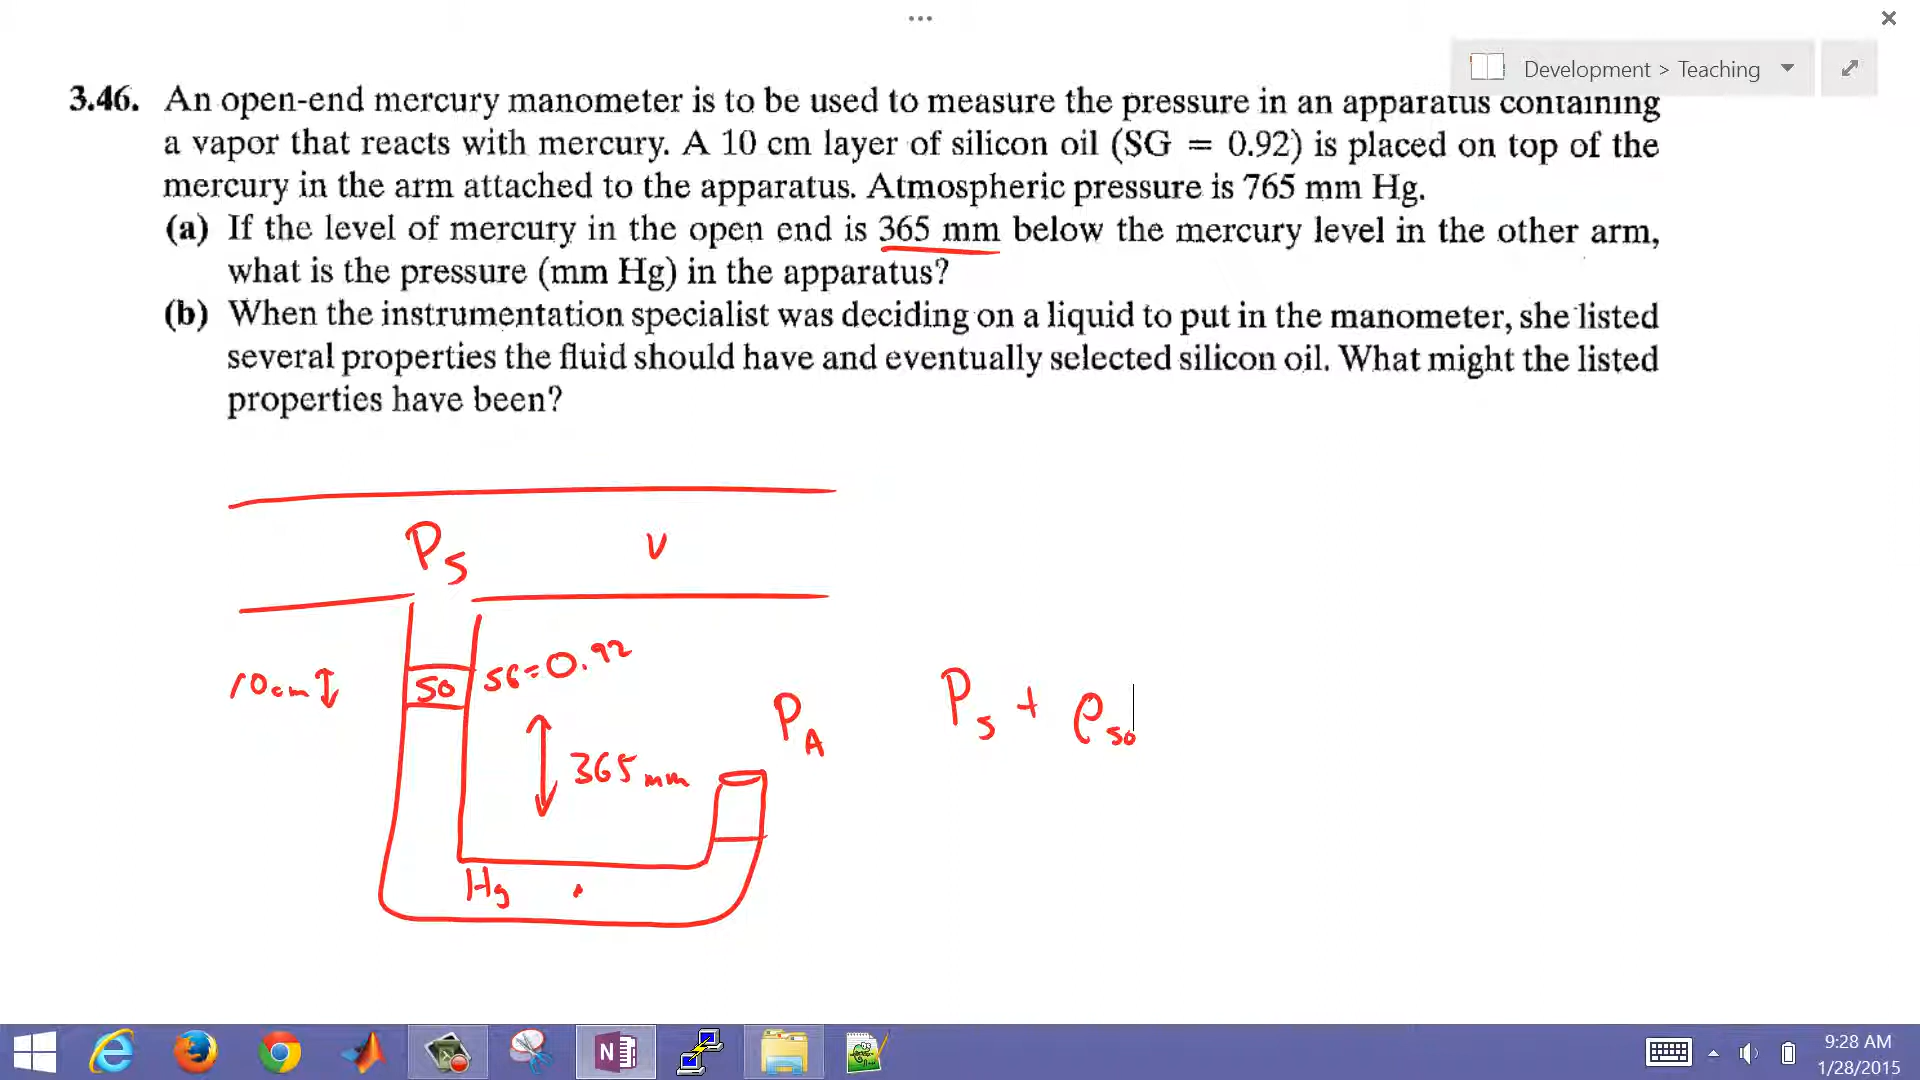 Development > Teaching
3.46. An open-end mercury manometer is to be used to measure the pressure in an apparatus containing
a vapor that reacts with mercury. A 10 cm layer of silicon oil (SG = 0.92) is placed on top of the
mercury in the arm attached to the apparatus. Atmospheric pressure is 765 mm Hg.
(a) If the level of mercury in the open end is 365 mm below the mercury level in the other arm,
what is the pressure (mm Hg) in the apparatus?
(b) When the instrumentation specialist was deciding on a liquid to put in the manometer, she listed
several properties the fluid should have and eventually selected silicon oil. What might the listed
properties have been?
P_S V
10cm SO SG=0.92
P_A
P_S + ρ_SO
365 mm
Hg
9:28 AM
1/28/2015